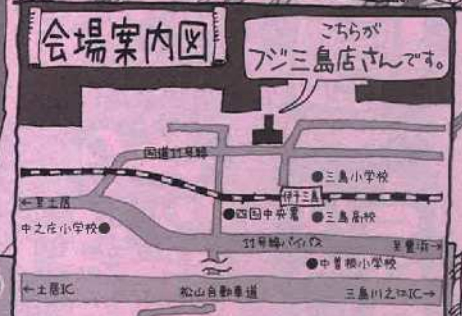 会場案内図
こちらが
フジ三島店さんです。
国道11号線
●三島小学校
伊予三島
←至土居
●四国中央署
●三島高校
中之庄小学校●
11号線バイパス
至豊浜→
●中曽根小学校
←土居IC
松山自動車道
三島川之江IC→